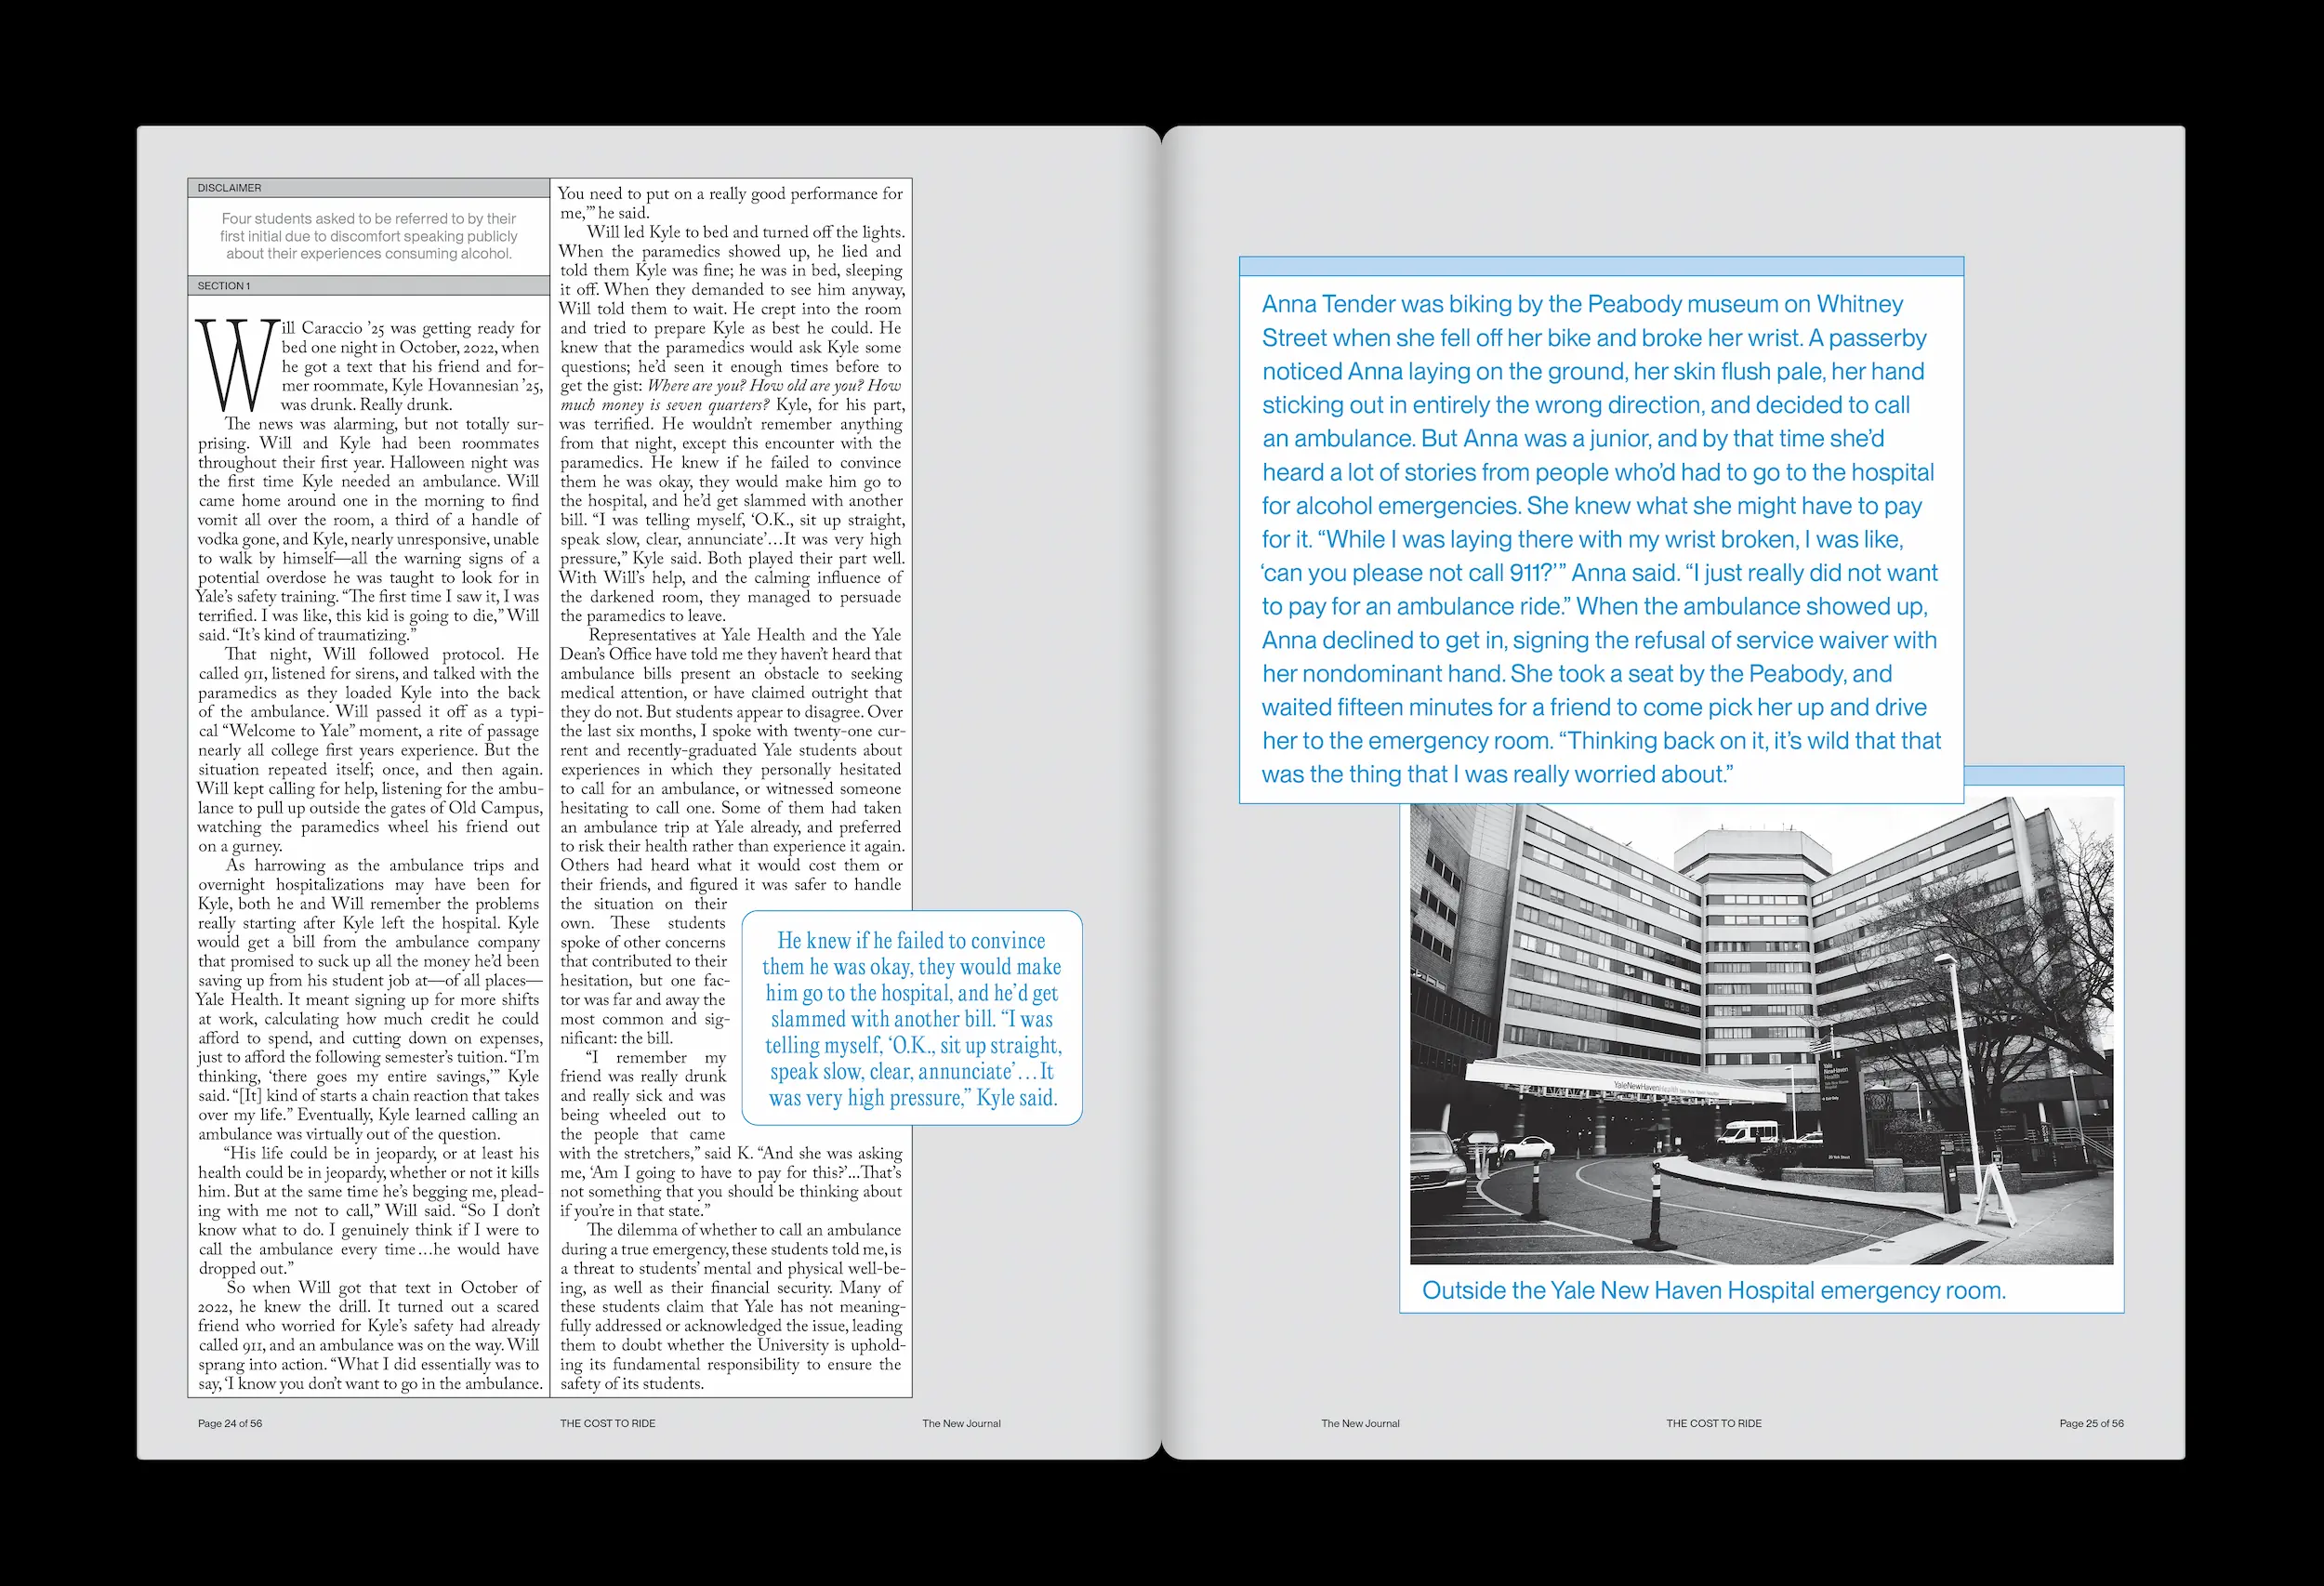 DISCLAIMER
Four students asked to be referred to by their
first initial due to discomfort speaking publicly
about their experiences consuming alcohol.
SECTION 1
Will Caraccio ’25 was getting ready for
bed one night in October, 2022, when
he got a text that his friend and for-
mer roommate, Kyle Hovannesian ’25,
was drunk. Really drunk.
The news was alarming, but not totally sur-
prising. Will and Kyle had been roommates
throughout their first year. Halloween night was
the first time Kyle needed an ambulance. Will
came home around one in the morning to find
vomit all over the room, a third of a handle of
vodka gone, and Kyle, nearly unresponsive, unable
to walk by himself—all the warning signs of a
potential overdose he was taught to look for in
Yale’s safety training. “The first time I saw it, I was
terrified. I was like, this kid is going to die,” Will
said. “It’s kind of traumatizing.”
That night, Will followed protocol. He
called 911, listened for sirens, and talked with the
paramedics as they loaded Kyle into the back
of the ambulance. Will passed it off as a typi-
cal “Welcome to Yale” moment, a rite of passage
nearly all college first years experience. But the
situation repeated itself; once, and then again.
Will kept calling for help, listening for the ambu-
lance to pull up outside the gates of Old Campus,
watching the paramedics wheel his friend out
on a gurney.
As harrowing as the ambulance trips and
overnight hospitalizations may have been for
Kyle, both he and Will remember the problems
really starting after Kyle left the hospital. Kyle
would get a bill from the ambulance company
that promised to suck up all the money he’d been
saving up from his student job at—of all places—
Yale Health. It meant signing up for more shifts
at work, calculating how much credit he could
afford to spend, and cutting down on expenses,
just to afford the following semester’s tuition. “I’m
thinking, ‘there goes my entire savings,’” Kyle
said. “[It] kind of starts a chain reaction that takes
over my life.” Eventually, Kyle learned calling an
ambulance was virtually out of the question.
“His life could be in jeopardy, or at least his
health could be in jeopardy, whether or not it kills
him. But at the same time he’s begging me, plead-
ing with me not to call,” Will said. “So I don’t
know what to do. I genuinely think if I were to
call the ambulance every time…he would have
dropped out.”
So when Will got that text in October of
2022, he knew the drill. It turned out a scared
friend who worried for Kyle’s safety had already
called 911, and an ambulance was on the way. Will
sprang into action. “What I did essentially was to
say, ‘I know you don’t want to go in the ambulance.
You need to put on a really good performance for
me,’” he said.
Will led Kyle to bed and turned off the lights.
When the paramedics showed up, he lied and
told them Kyle was fine; he was in bed, sleeping
it off. When they demanded to see him anyway,
Will told them to wait. He crept into the room
and tried to prepare Kyle as best he could. He
knew that the paramedics would ask Kyle some
questions; he’d seen it enough times before to
get the gist: Where are you? How old are you? How
much money is seven quarters? Kyle, for his part,
was terrified. He wouldn’t remember anything
from that night, except this encounter with the
paramedics. He knew if he failed to convince
them he was okay, they would make him go to
the hospital, and he’d get slammed with another
bill. “I was telling myself, ‘O.K., sit up straight,
speak slow, clear, annunciate’…It was very high
pressure,” Kyle said. Both played their part well.
With Will’s help, and the calming influence of
the darkened room, they managed to persuade
the paramedics to leave.
Representatives at Yale Health and the Yale
Dean’s Office have told me they haven’t heard that
ambulance bills present an obstacle to seeking
medical attention, or have claimed outright that
they do not. But students appear to disagree. Over
the last six months, I spoke with twenty-one cur-
rent and recently-graduated Yale students about
experiences in which they personally hesitated
to call for an ambulance, or witnessed someone
hesitating to call one. Some of them had taken
an ambulance trip at Yale already, and preferred
to risk their health rather than experience it again.
Others had heard what it would cost them or
their friends, and figured it was safer to handle
the situation on their
own. These students
spoke of other concerns
that contributed to their
hesitation, but one fac-
tor was far and away the
most common and sig-
nificant: the bill.
“I remember my
friend was really drunk
and really sick and was
being wheeled out to
the people that came
with the stretchers,” said K. “And she was asking
me, ‘Am I going to have to pay for this?’…That’s
not something that you should be thinking about
if you’re in that state.”
The dilemma of whether to call an ambulance
during a true emergency, these students told me, is
a threat to students’ mental and physical well-be-
ing, as well as their financial security. Many of
these students claim that Yale has not meaning-
fully addressed or acknowledged the issue, leading
them to doubt whether the University is uphold-
ing its fundamental responsibility to ensure the
safety of its students.
He knew if he failed to convince
them he was okay, they would make
him go to the hospital, and he’d get
slammed with another bill. “I was
telling myself, ‘O.K., sit up straight,
speak slow, clear, annunciate’…It
was very high pressure,” Kyle said.
Page 24 of 56
THE COST TO RIDE
The New Journal
Anna Tender was biking by the Peabody museum on Whitney
Street when she fell off her bike and broke her wrist. A passerby
noticed Anna laying on the ground, her skin flush pale, her hand
sticking out in entirely the wrong direction, and decided to call
an ambulance. But Anna was a junior, and by that time she’d
heard a lot of stories from people who’d had to go to the hospital
for alcohol emergencies. She knew what she might have to pay
for it. “While I was laying there with my wrist broken, I was like,
‘can you please not call 911?’” Anna said. “I just really did not want
to pay for an ambulance ride.” When the ambulance showed up,
Anna declined to get in, signing the refusal of service waiver with
her nondominant hand. She took a seat by the Peabody, and
waited fifteen minutes for a friend to come pick her up and drive
her to the emergency room. “Thinking back on it, it’s wild that that
was the thing that I was really worried about.”
YaleNewHavenHealth
Yale
NewHaven
Health
Outside the Yale New Haven Hospital emergency room.
The New Journal
THE COST TO RIDE
Page 25 of 56